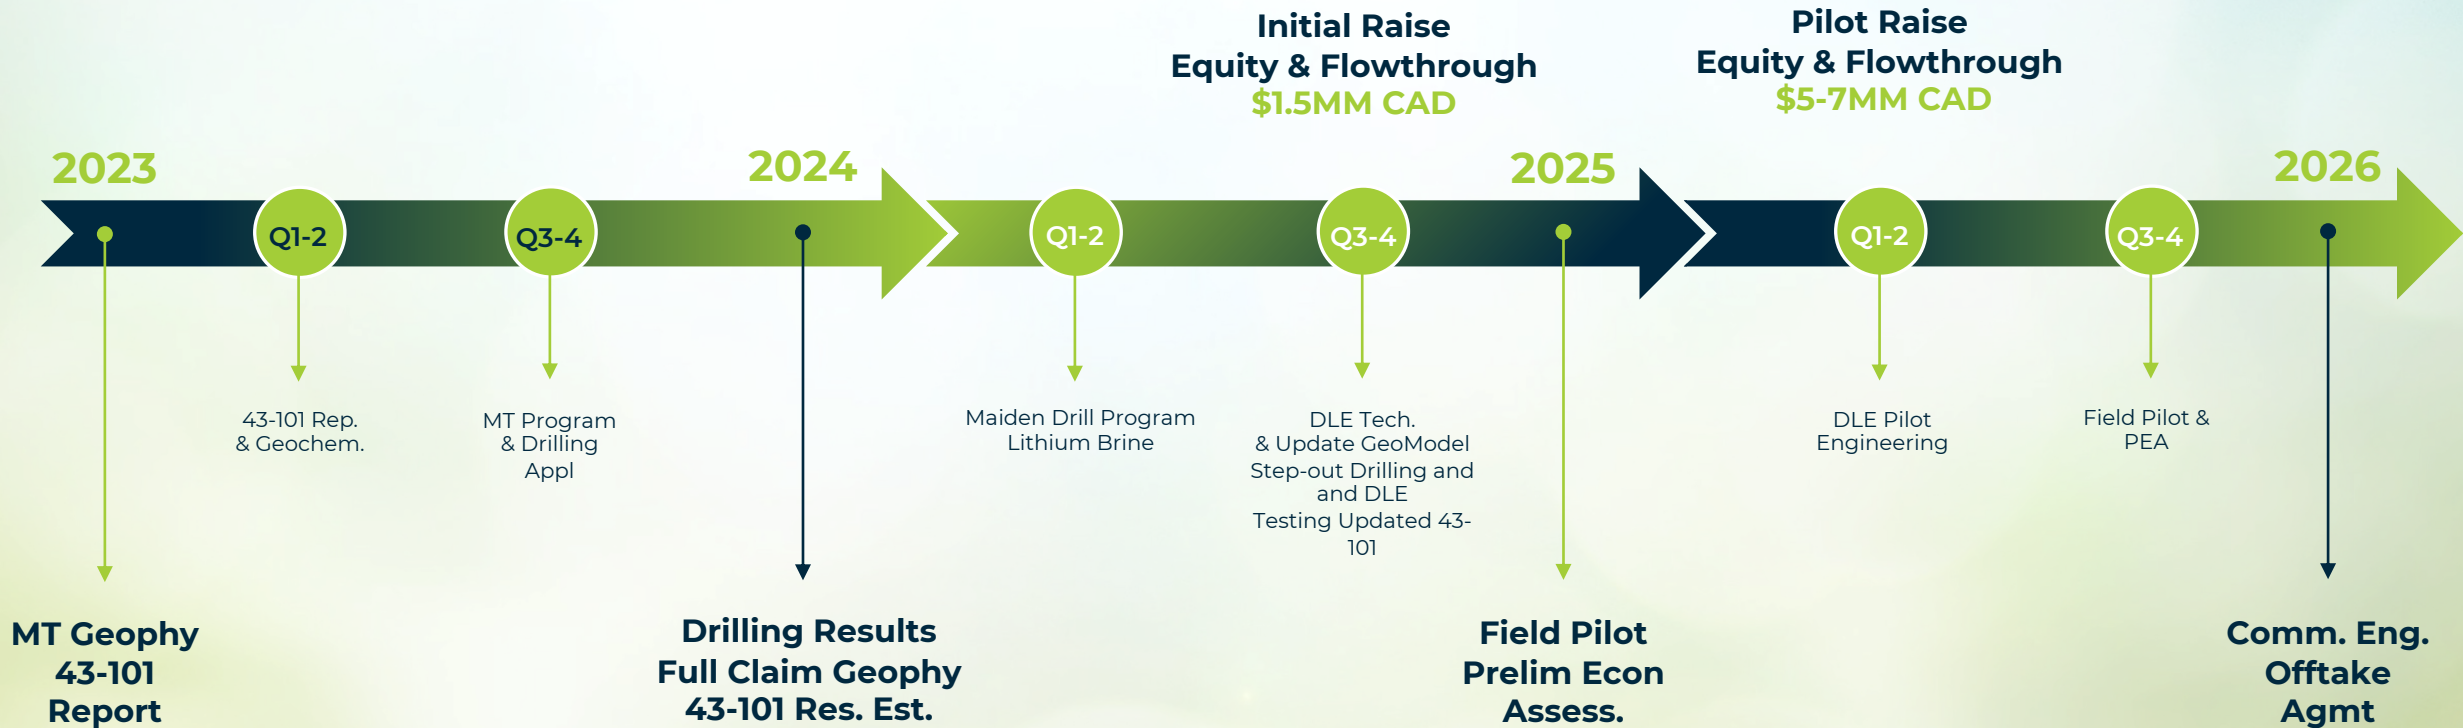 Initial Raise
Equity & Flowthrough
$1.5MM CAD
Pilot Raise
Equity & Flowthrough
$5-7MM CAD
2023
2024
2025
2026
Q1-2
Q3-4
Q1-2
Q3-4
Q1-2
Q3-4
43-101 Rep.
& Geochem.
MT Program
& Drilling
Appl
Maiden Drill Program
Lithium Brine
DLE Tech.
& Update GeoModel
Step-out Drilling and
and DLE
Testing Updated 43-
101
DLE Pilot
Engineering
Field Pilot &
PEA
MT Geophy
43-101
Report
Drilling Results
Full Claim Geophy
43-101 Res. Est.
Field Pilot
Prelim Econ
Assess.
Comm. Eng.
Offtake
Agmt